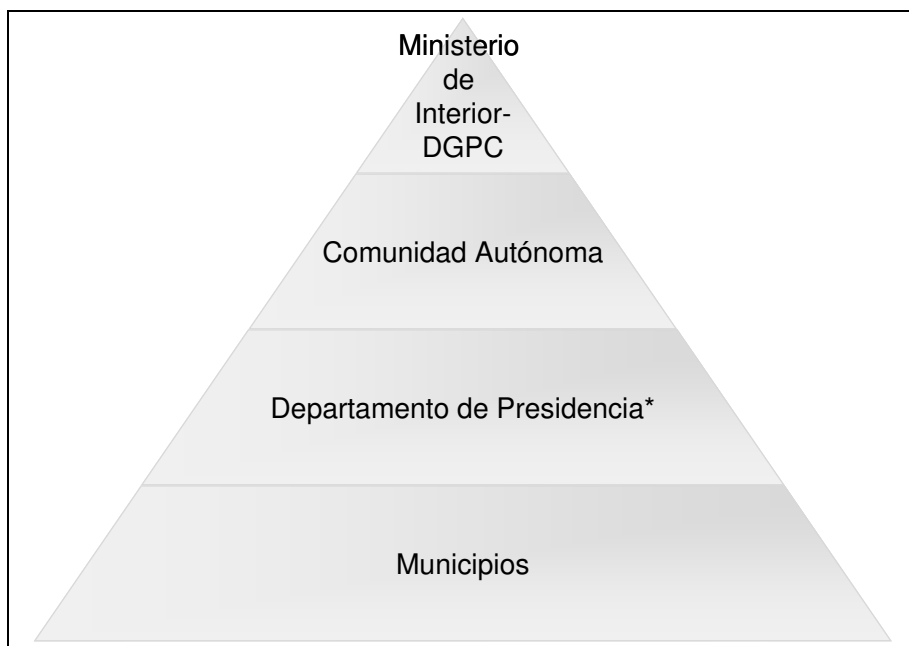 Ministerio
de
Interior-
DGPC
Comunidad Autónoma
Departamento de Presidencia*
Municipios